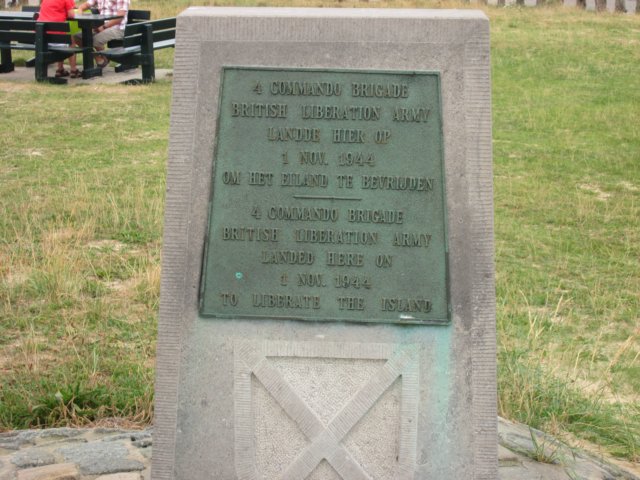 4 COMMANDO BRIGADE
BRITISH LIBERATION ARMY
LANDDE HIER OP
1 NOV. 1944
OM HET EILAND TE BEVRIJDEN
4 COMMANDO BRIGADE
BRITISH LIBERATION ARMY
LANDED HERE ON
1 NOV. 1944
TO LIBERATE THE ISLAND